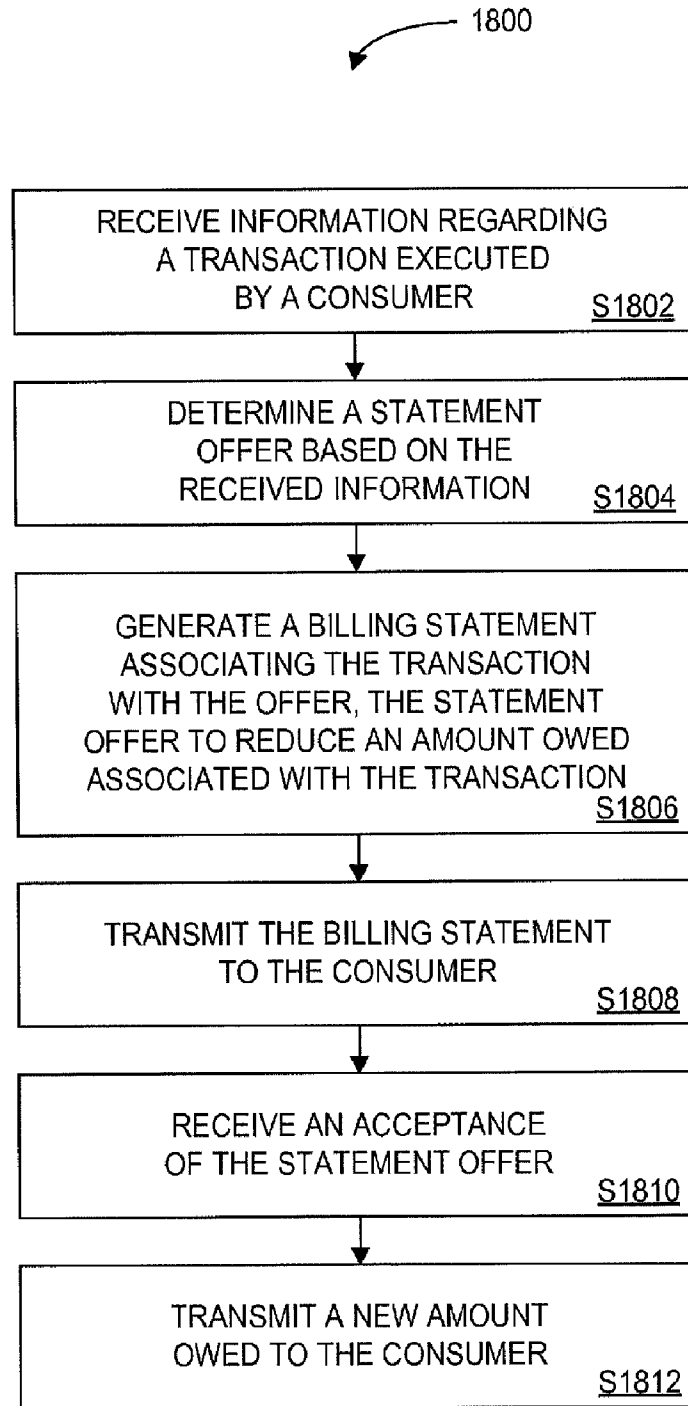 1800
RECEIVE INFORMATION REGARDING
A TRANSACTION EXECUTED
BY A CONSUMER
S1802
DETERMINE A STATEMENT
OFFER BASED ON THE
RECEIVED INFORMATION
S1804
GENERATE A BILLING STATEMENT
ASSOCIATING THE TRANSACTION
WITH THE OFFER, THE STATEMENT
OFFER TO REDUCE AN AMOUNT OWED
ASSOCIATED WITH THE TRANSACTION
S1806
TRANSMIT THE BILLING STATEMENT
TO THE CONSUMER
S1808
RECEIVE AN ACCEPTANCE
OF THE STATEMENT OFFER
S1810
TRANSMIT A NEW AMOUNT
OWED TO THE CONSUMER
S1812